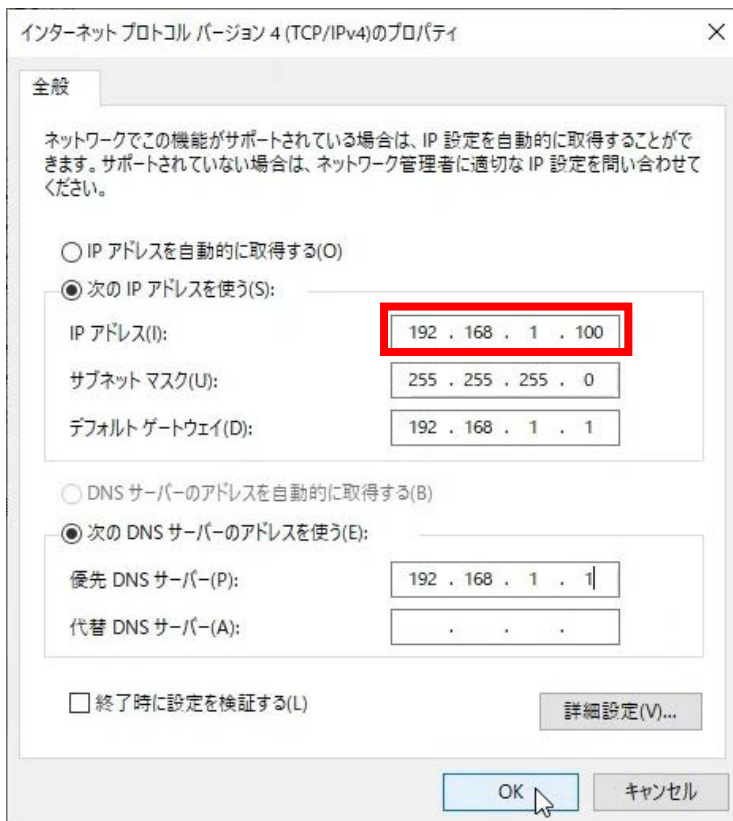 インターネット プロトコル バージョン 4 (TCP/IPv4)のプロパティ
全般
ネットワークでこの機能がサポートされている場合は、IP 設定を自動的に取得することがで
きます。サポートされていない場合は、ネットワーク管理者に適切な IP 設定を問い合わせて
ください。
IP アドレスを自動的に取得する(O)
次の IP アドレスを使う(S):
IP アドレス(I): 192 . 168 . 1 . 100
サブネット マスク(U): 255 . 255 . 255 . 0
デフォルト ゲートウェイ(D): 192 . 168 . 1 . 1
DNS サーバーのアドレスを自動的に取得する(B)
次の DNS サーバーのアドレスを使う(E):
優先 DNS サーバー(P): 192 . 168 . 1 . 1
代替 DNS サーバー(A): . . .
終了時に設定を検証する(L)
詳細設定(V)...
OK キャンセル